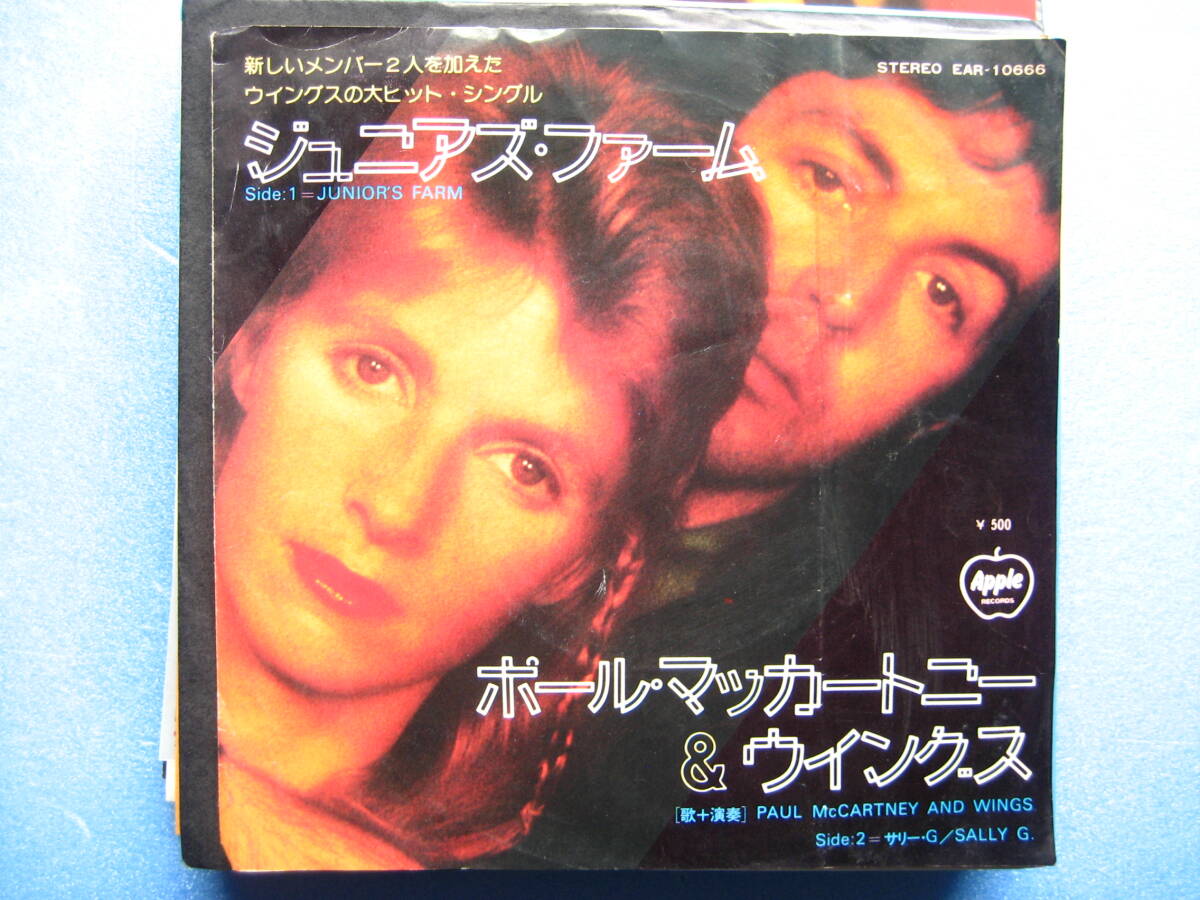 新しいメンバー2人を加えた
ウイングスの大ヒット・シングル
STEREO EAR-10666
ジュニアズ・ファーム
Side:1=JUNIOR'S FARM
¥ 500
Apple
RECORDS
ポール・マッカートニー
& ウイングス
[歌+演奏] PAUL McCARTNEY AND WINGS
Side:2=サリー・G/SALLY G.